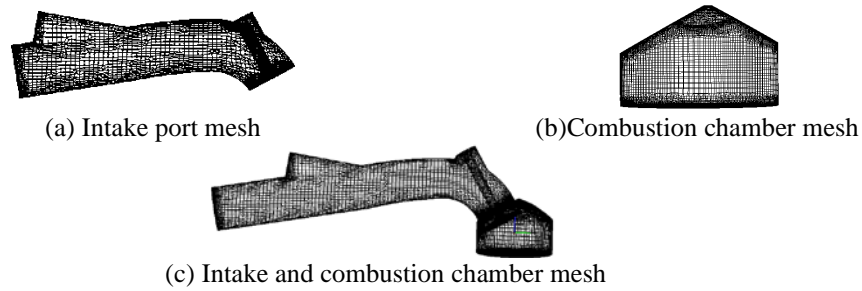 (a) Intake port mesh
(b)Combustion chamber mesh
(c) Intake and combustion chamber mesh